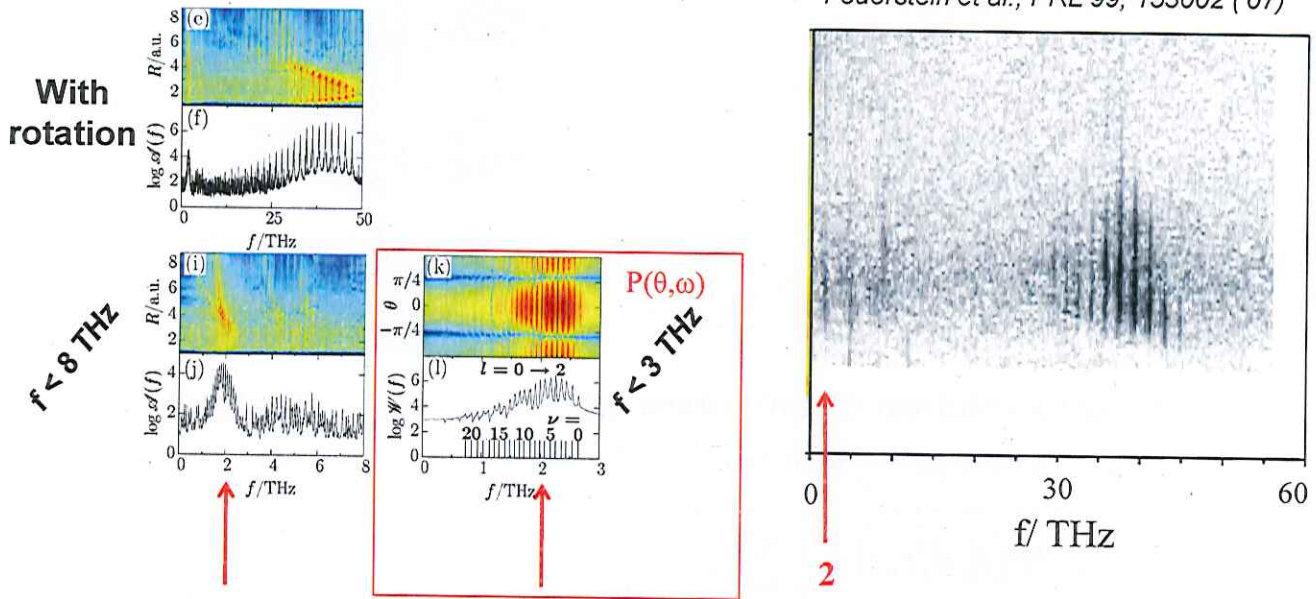 With
rotation
(e)
8
6
4
2
R/a.u.
(f)
6
4
2
0
log 𝒜(f)
0 25 50
f/THz
f < 8 THz
(i)
8
6
4
2
R/a.u.
(j)
6
4
2
0
log 𝒜(f)
0 2 4 6 8
f/THz
(k)
P(θ,ω)
π/4
0
−π/4
θ
f < 3 THz
(l)
l = 0 → 2
6
4
2
0
log 𝒲(f)
ν =
20 15 10 5 0
0 1 2 3
f/THz
et al., PRL 99, 153002 ('07)
0 30 60
f/ THz
2